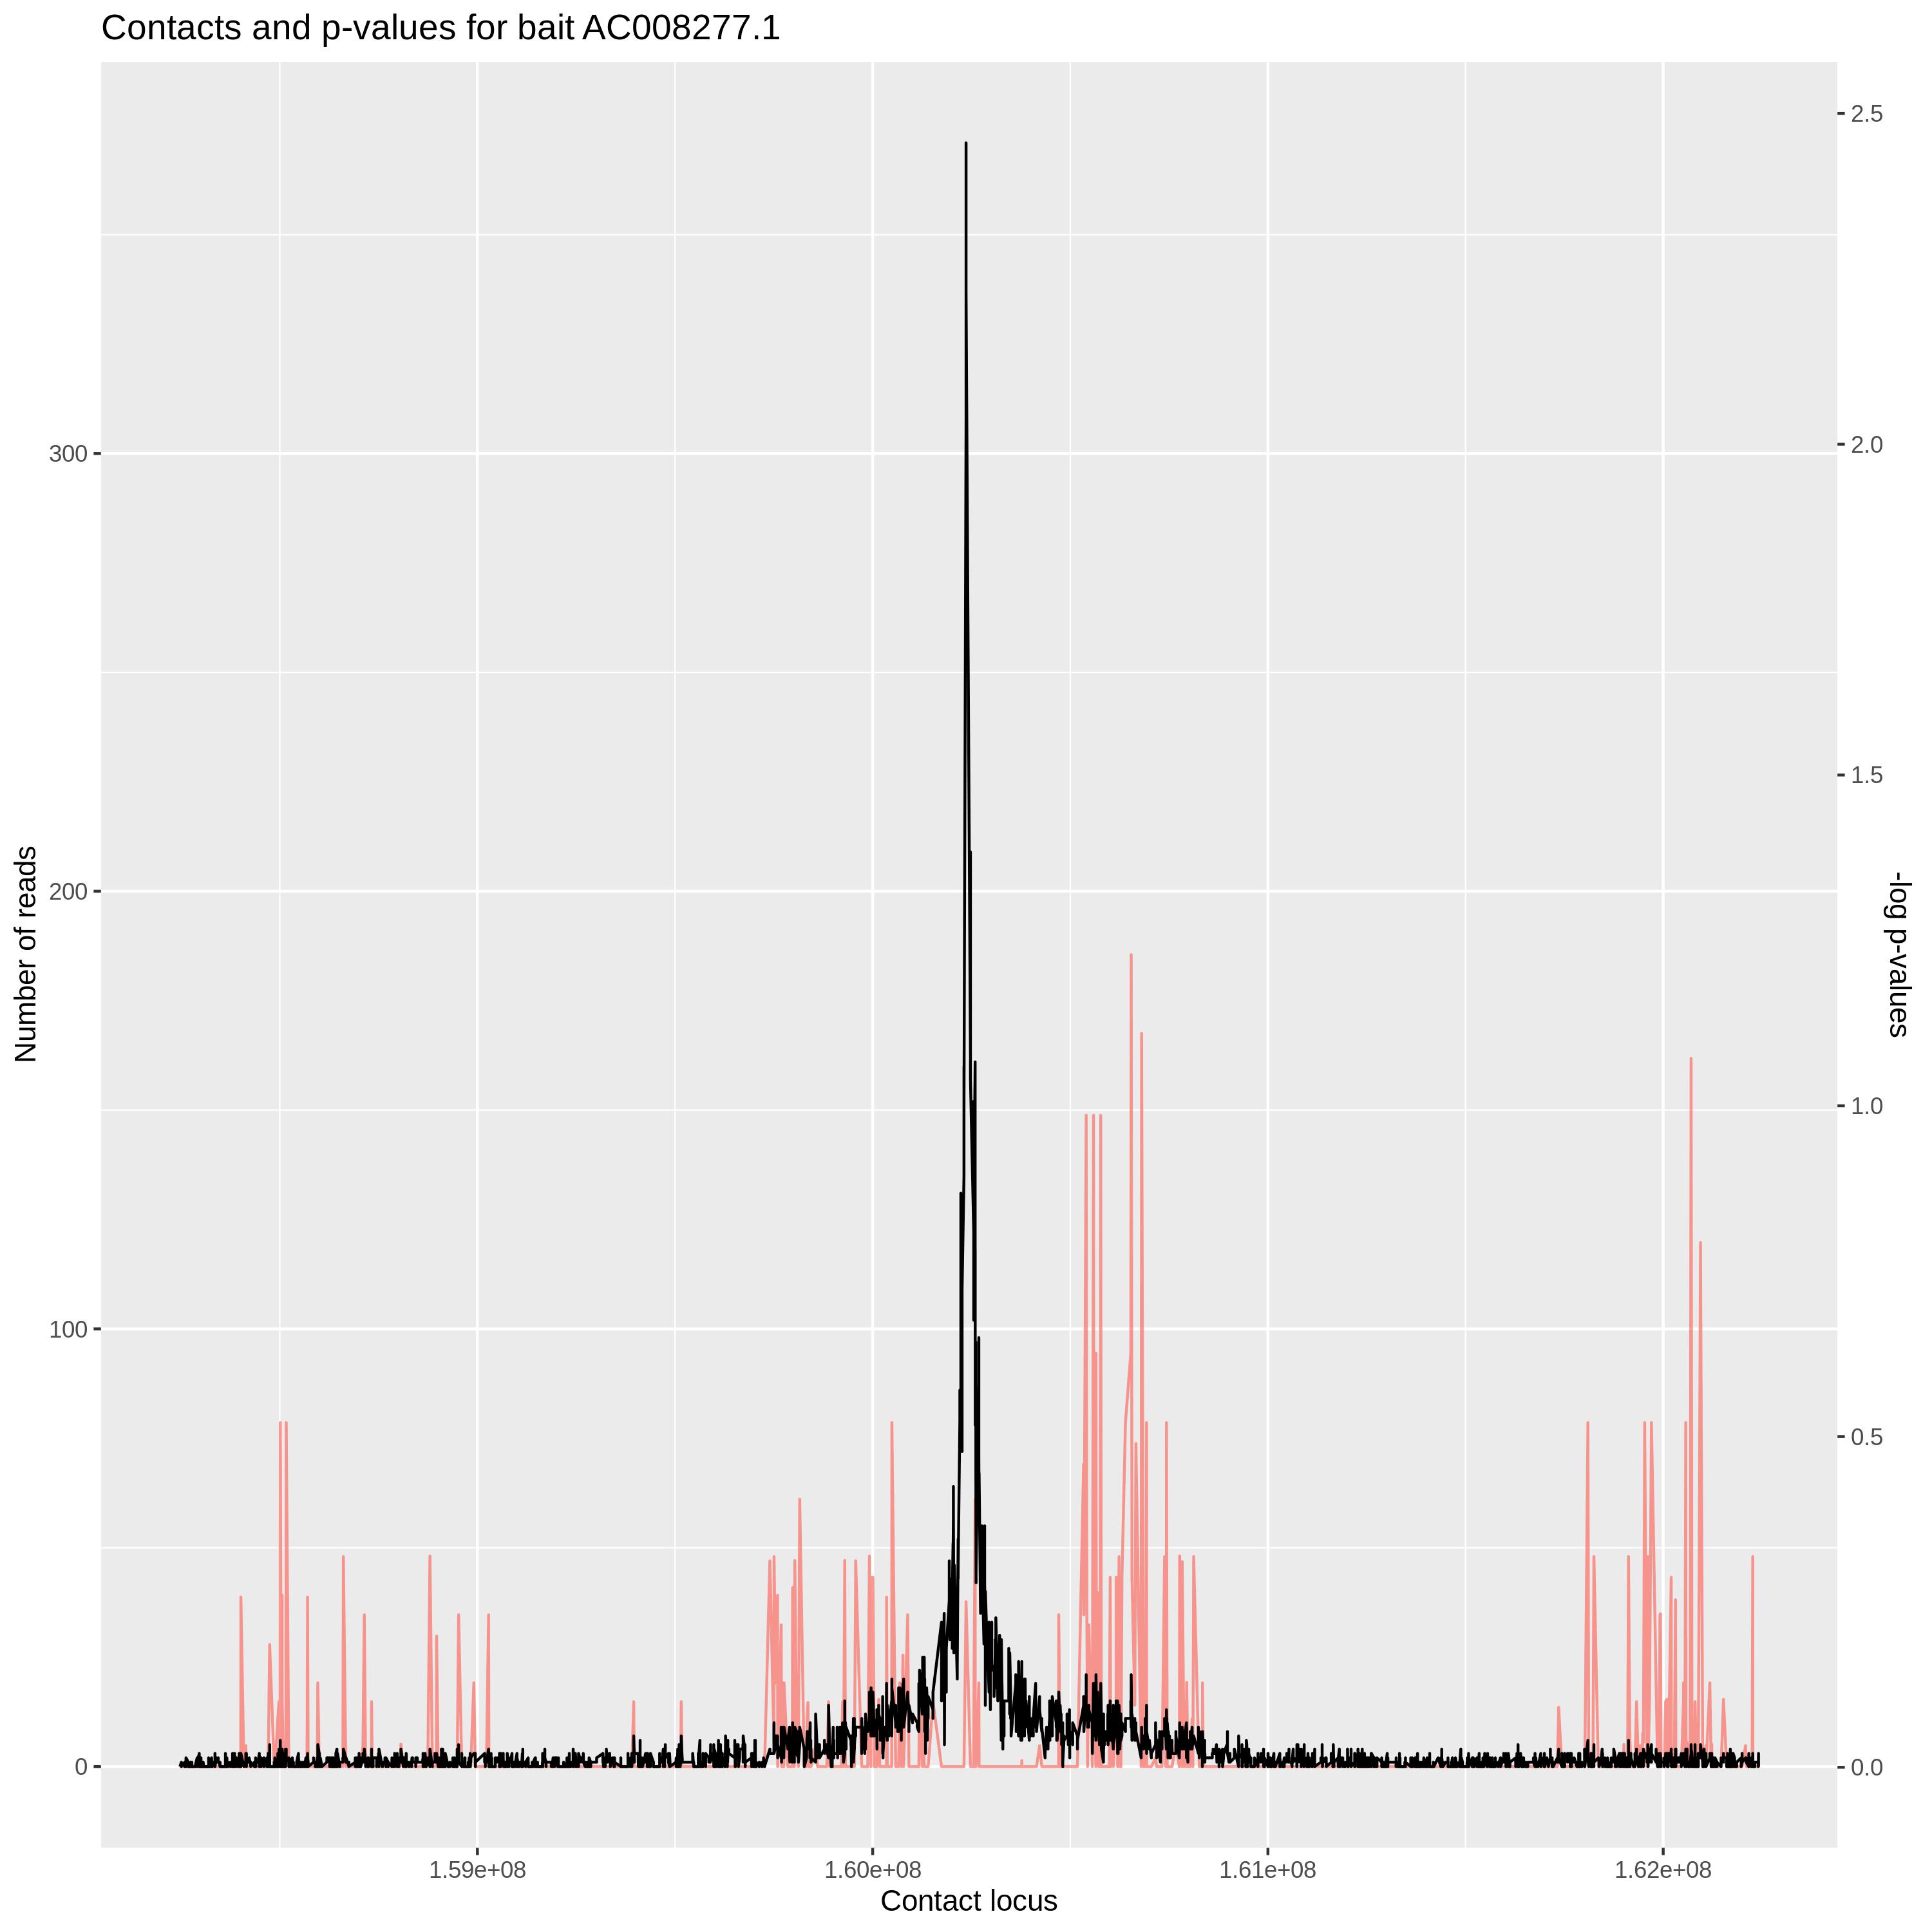 Contacts and p-values for bait AC008277.1
2.5
2.0
1.5
1.0
0.5
0.0
300
200
100
0
Number of reads
-log p-values
1.59e+08
1.60e+08
1.61e+08
1.62e+08
Contact locus